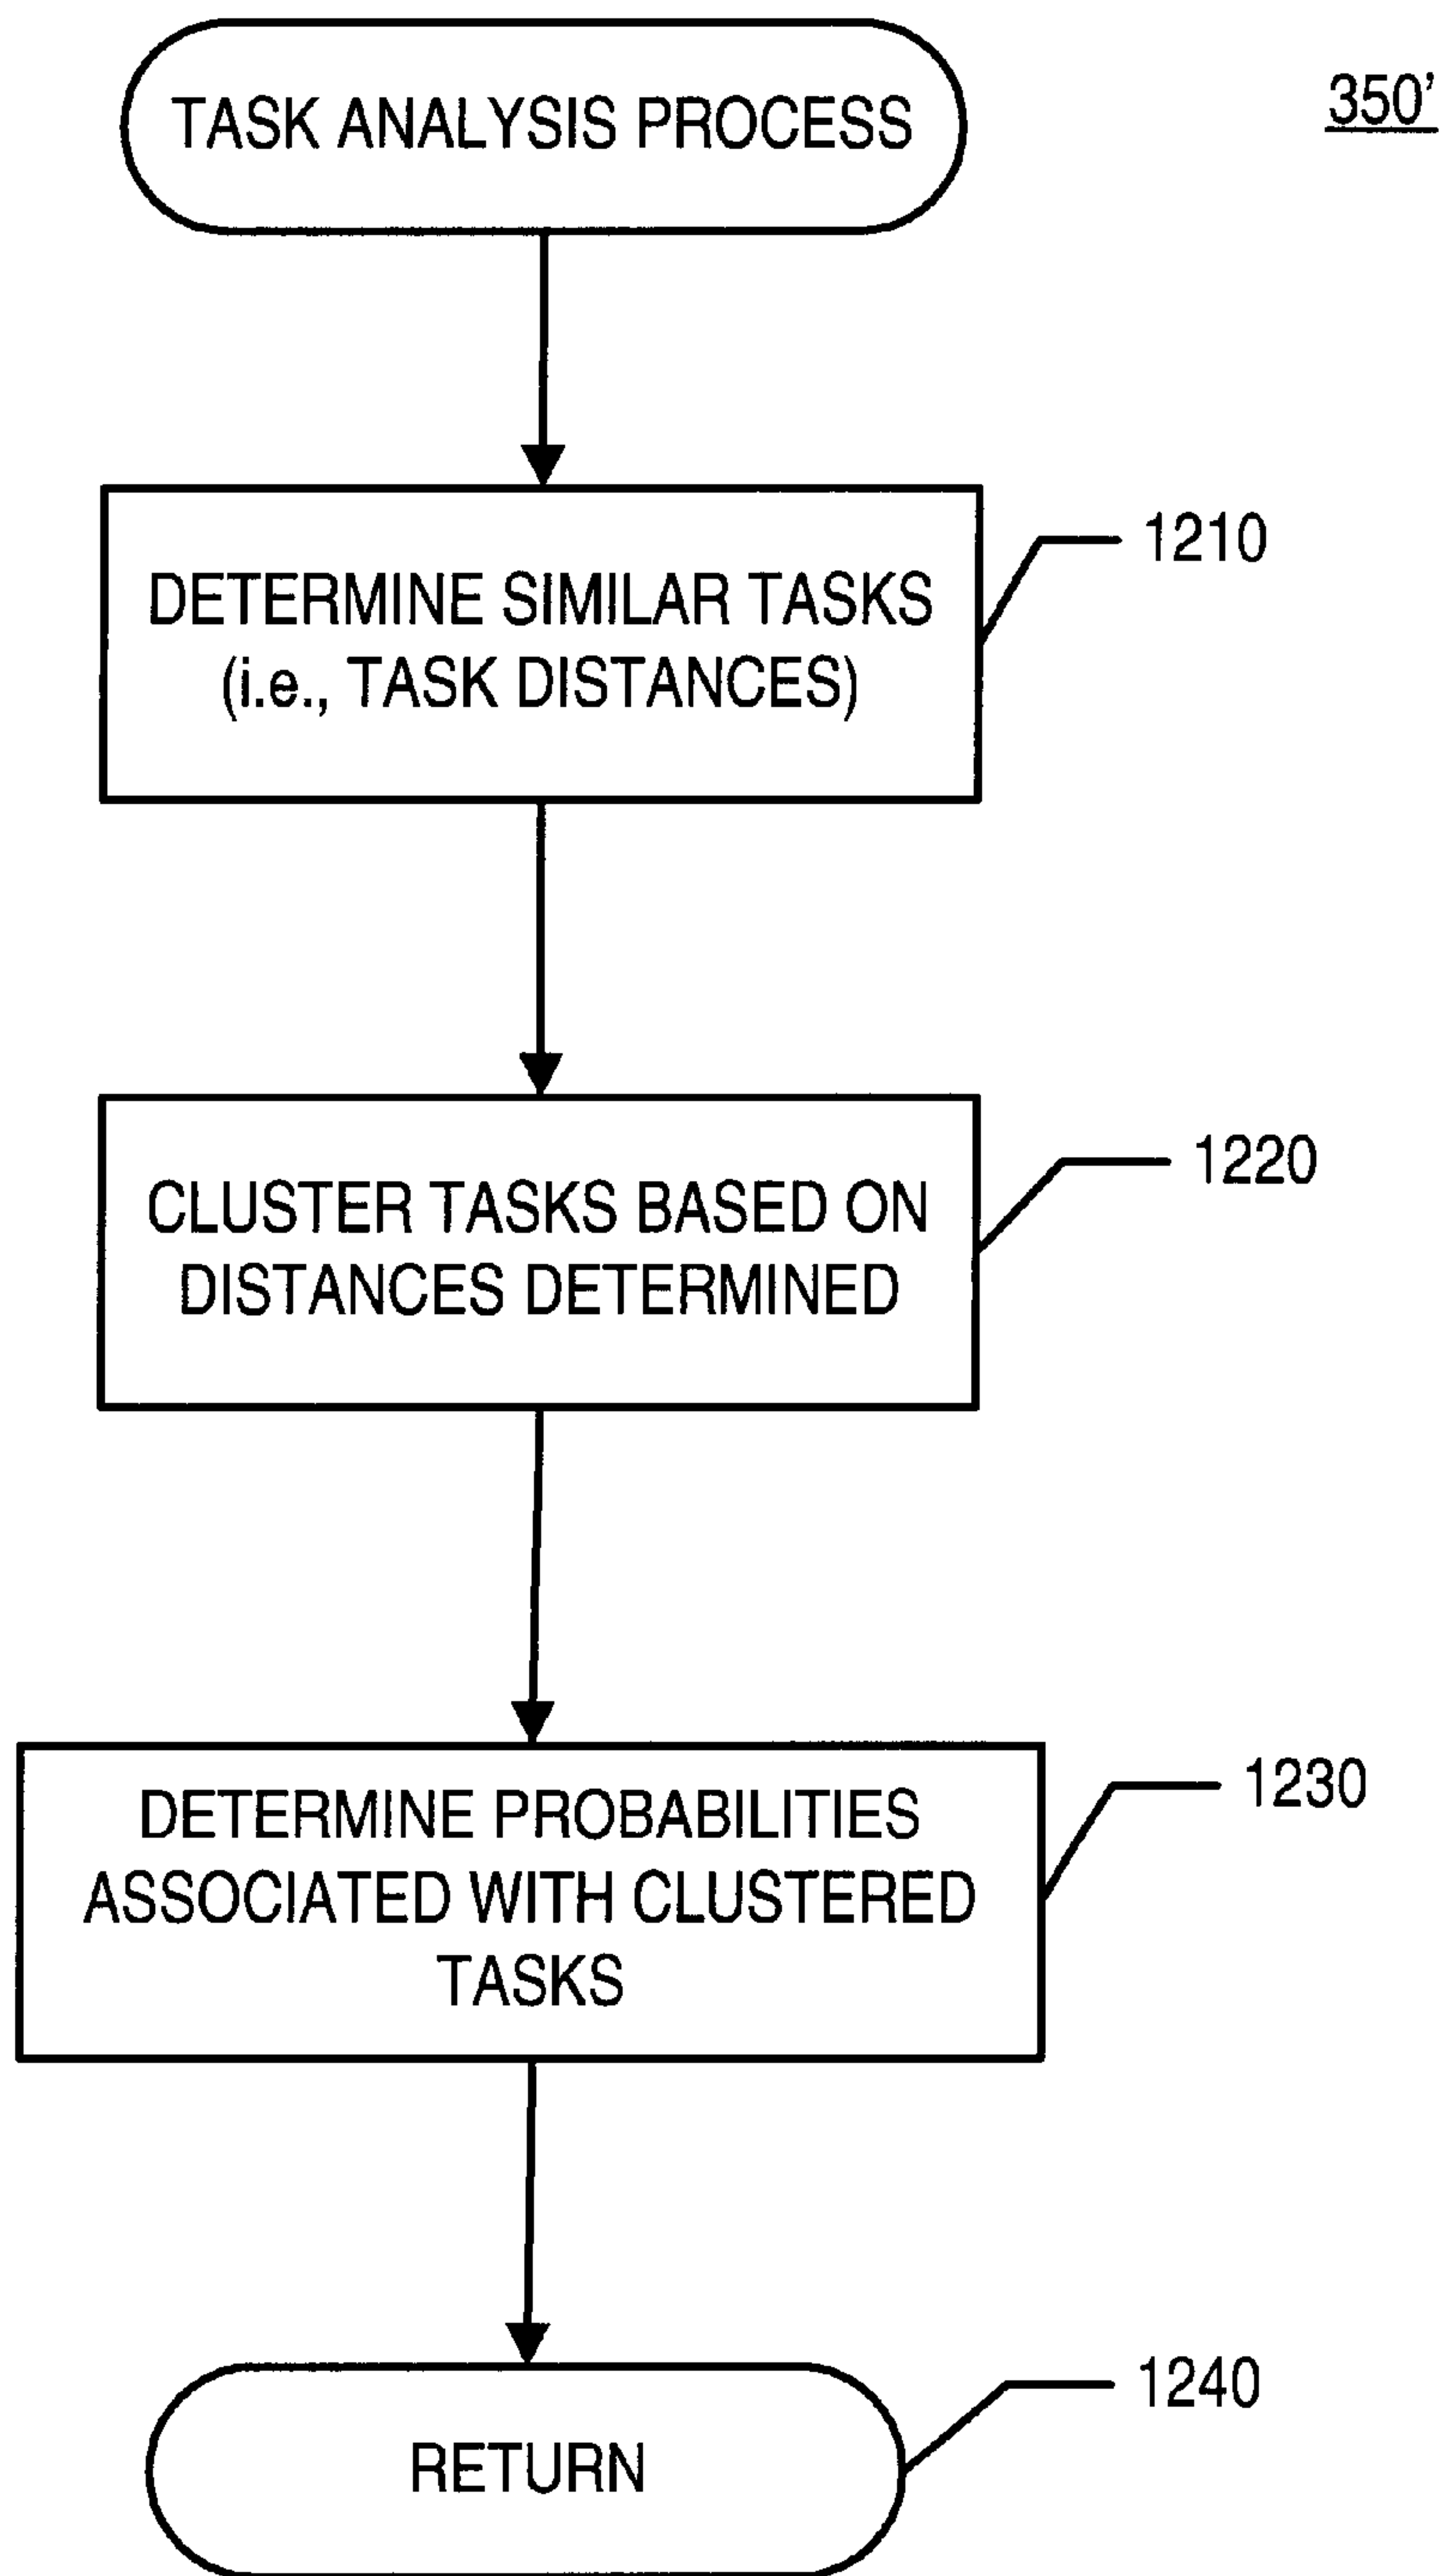 TASK ANALYSIS PROCESS
350'
DETERMINE SIMILAR TASKS
(i.e., TASK DISTANCES)
1210
CLUSTER TASKS BASED ON
DISTANCES DETERMINED
1220
DETERMINE PROBABILITIES
ASSOCIATED WITH CLUSTERED
TASKS
1230
RETURN
1240